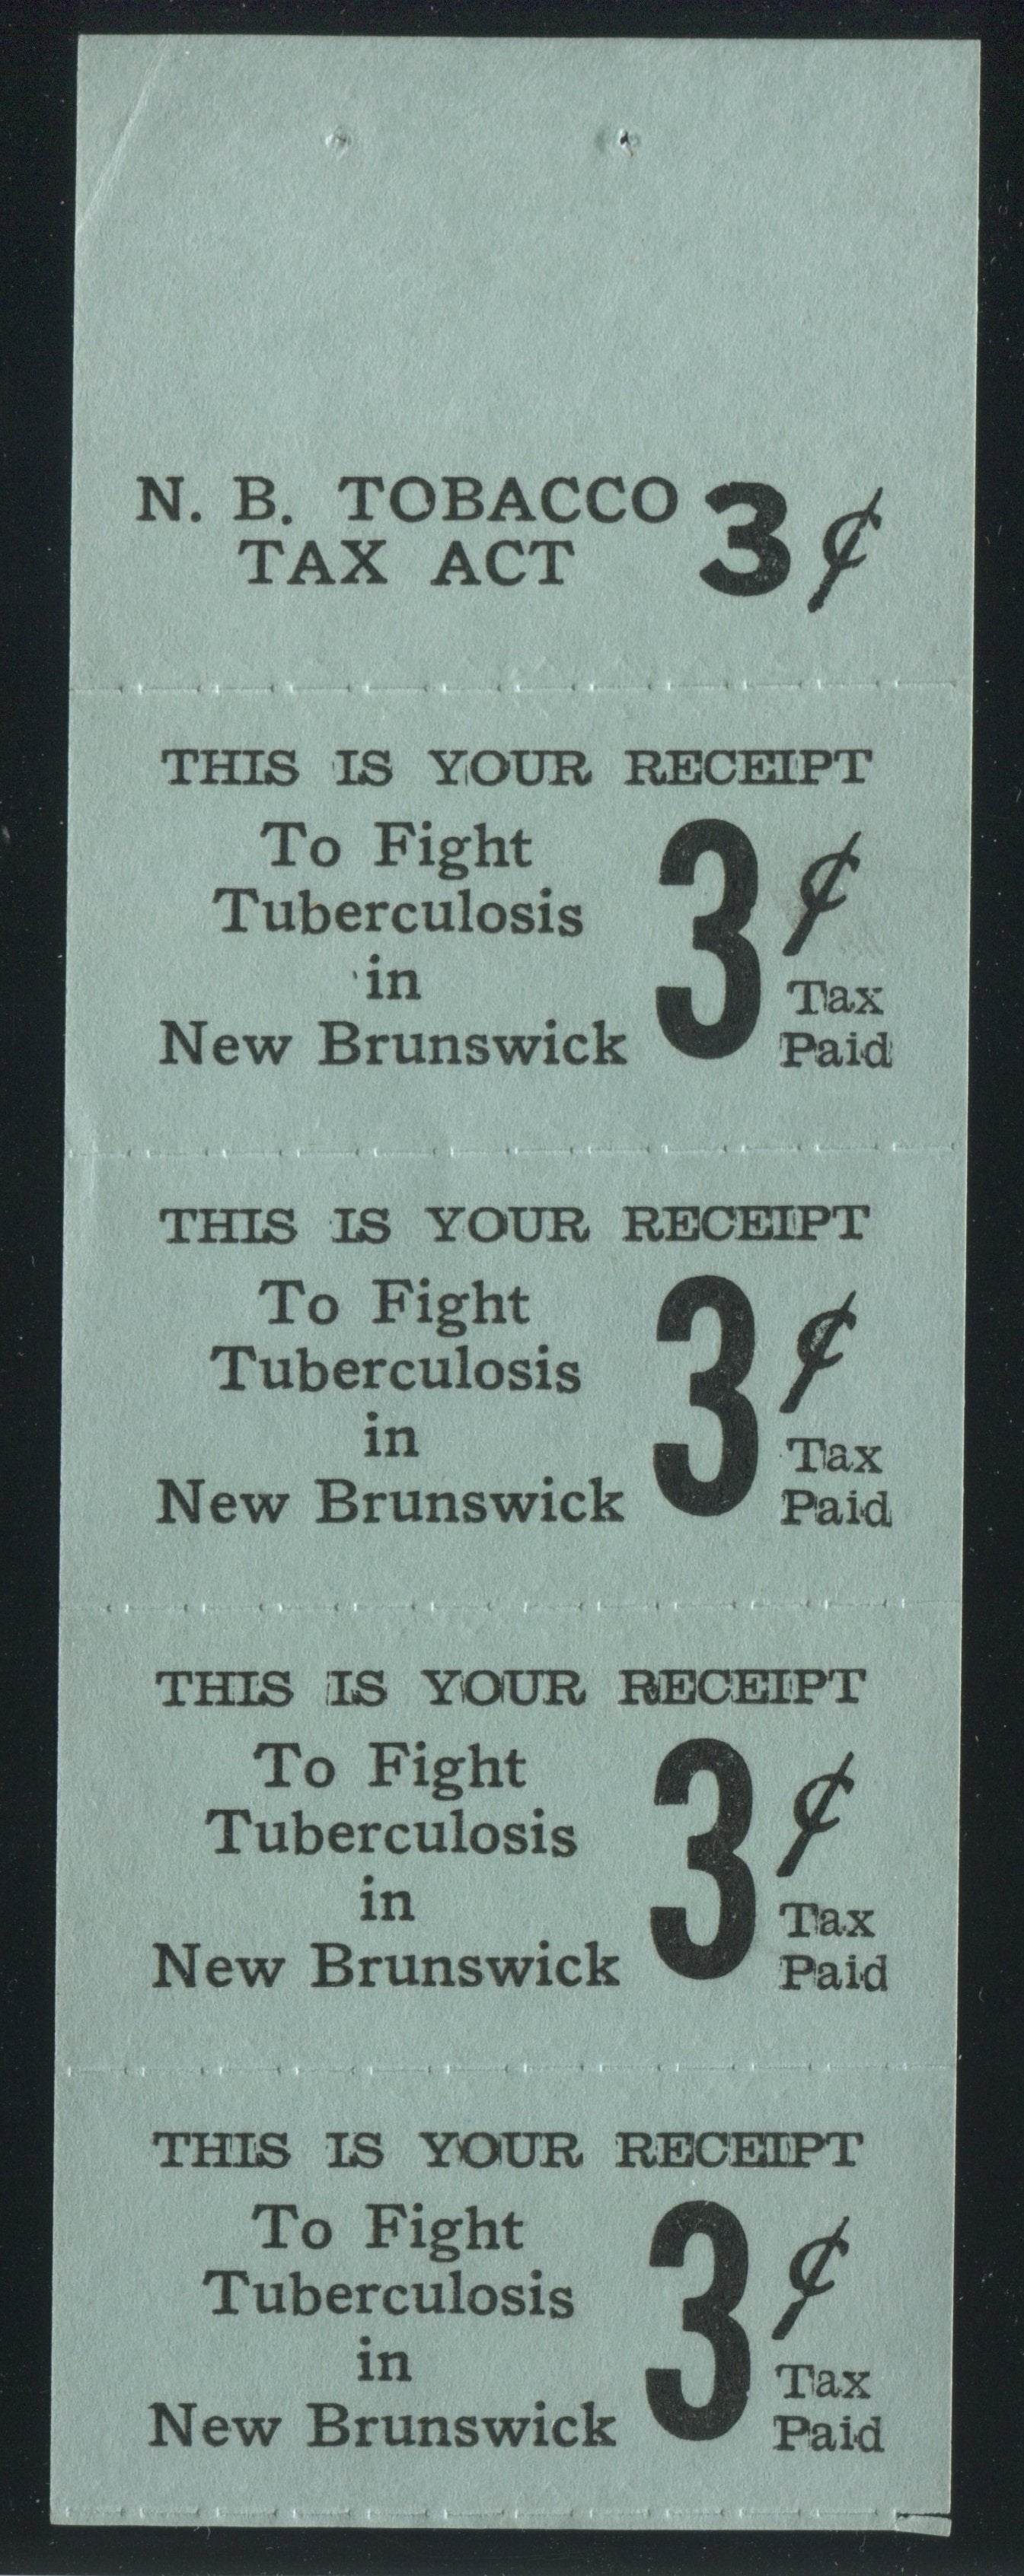 N. B. TOBACCO 3¢
TAX ACT
THIS IS YOUR RECEIPT
To Fight
Tuberculosis
in
New Brunswick
3¢
Tax
Paid
THIS IS YOUR RECEIPT
To Fight
Tuberculosis
in
New Brunswick
3¢
Tax
Paid
THIS IS YOUR RECEIPT
To Fight
Tuberculosis
in
New Brunswick
3¢
Tax
Paid
THIS IS YOUR RECEIPT
To Fight
Tuberculosis
in
New Brunswick
3¢
Tax
Paid